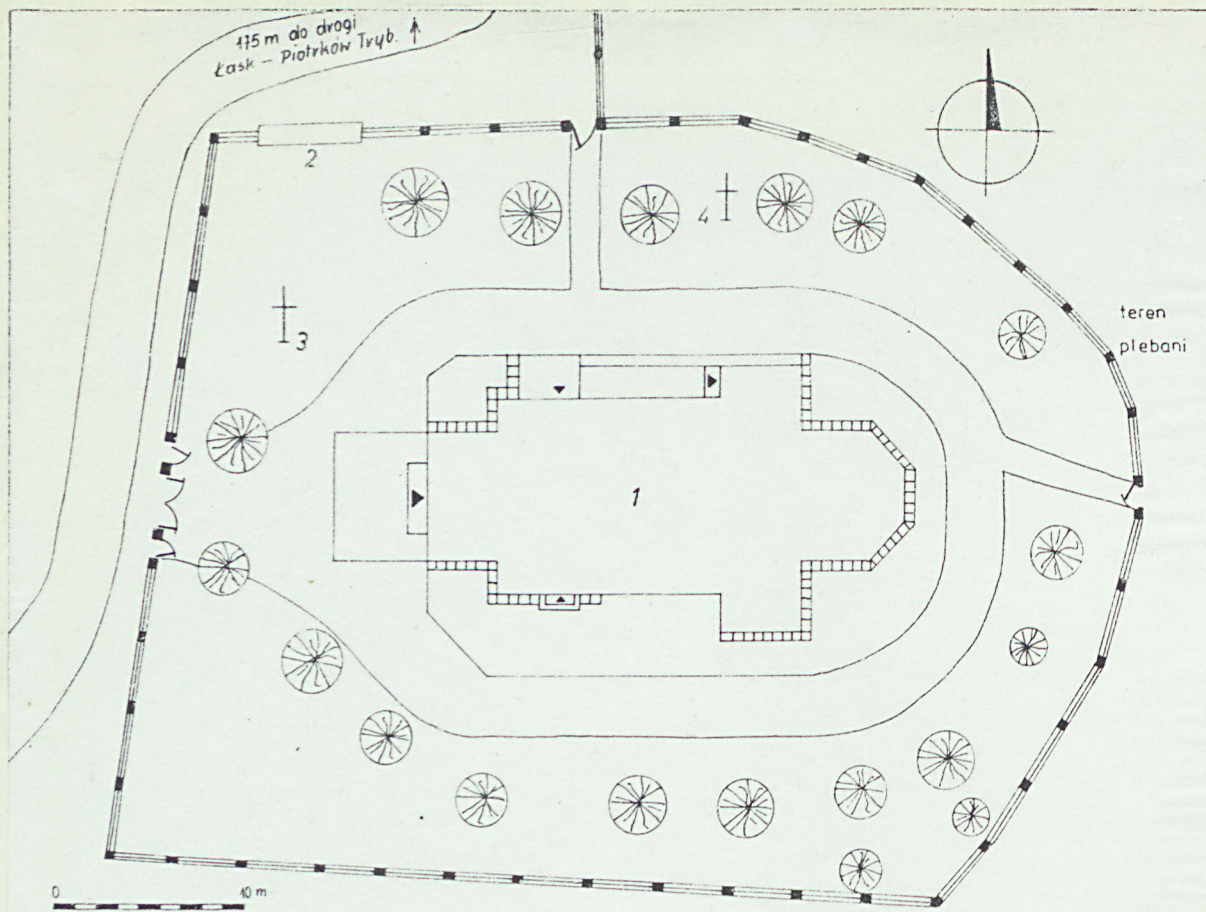 175 m do drogi
Łask – Piotrków Tryb.
2
4
3
teren
plebani
1
0 10 m